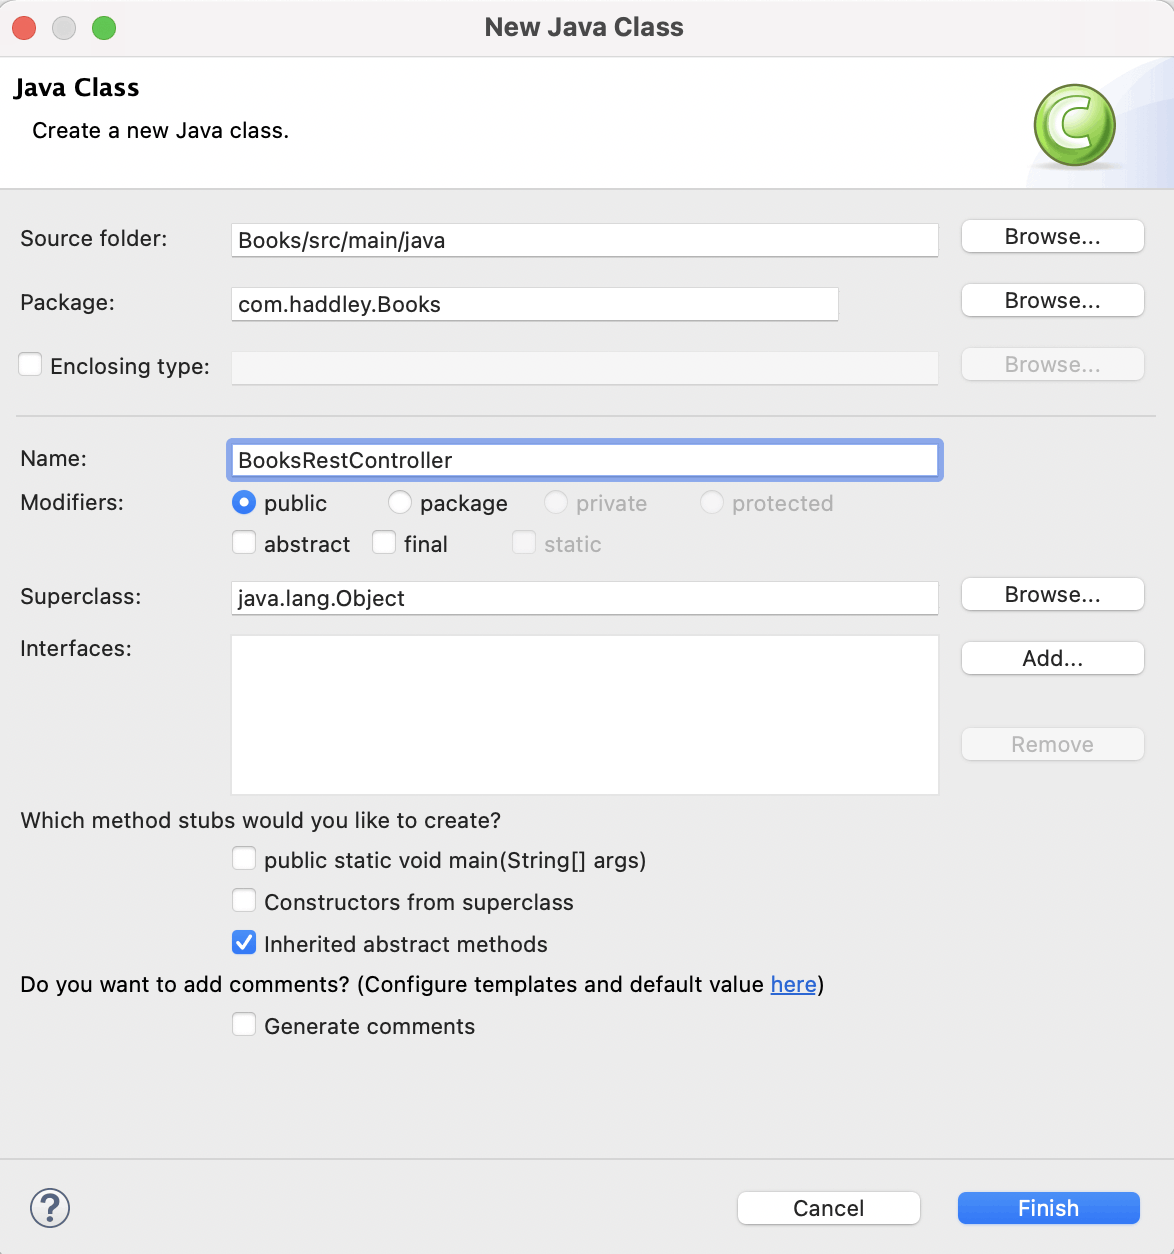 New Java Class
Java Class
Create a new Java class.
C
Source folder: Books/src/main/java Browse...
Package: com.haddley.Books Browse...
Enclosing type: Browse...
Name: BooksRestController
Modifiers: public package private protected
abstract final static
Superclass: java.lang.Object Browse...
Interfaces: Add...
Remove
Which method stubs would you like to create?
public static void main(String[] args)
Constructors from superclass
Inherited abstract methods
Do you want to add comments? (Configure templates and default value here)
Generate comments
? Cancel Finish